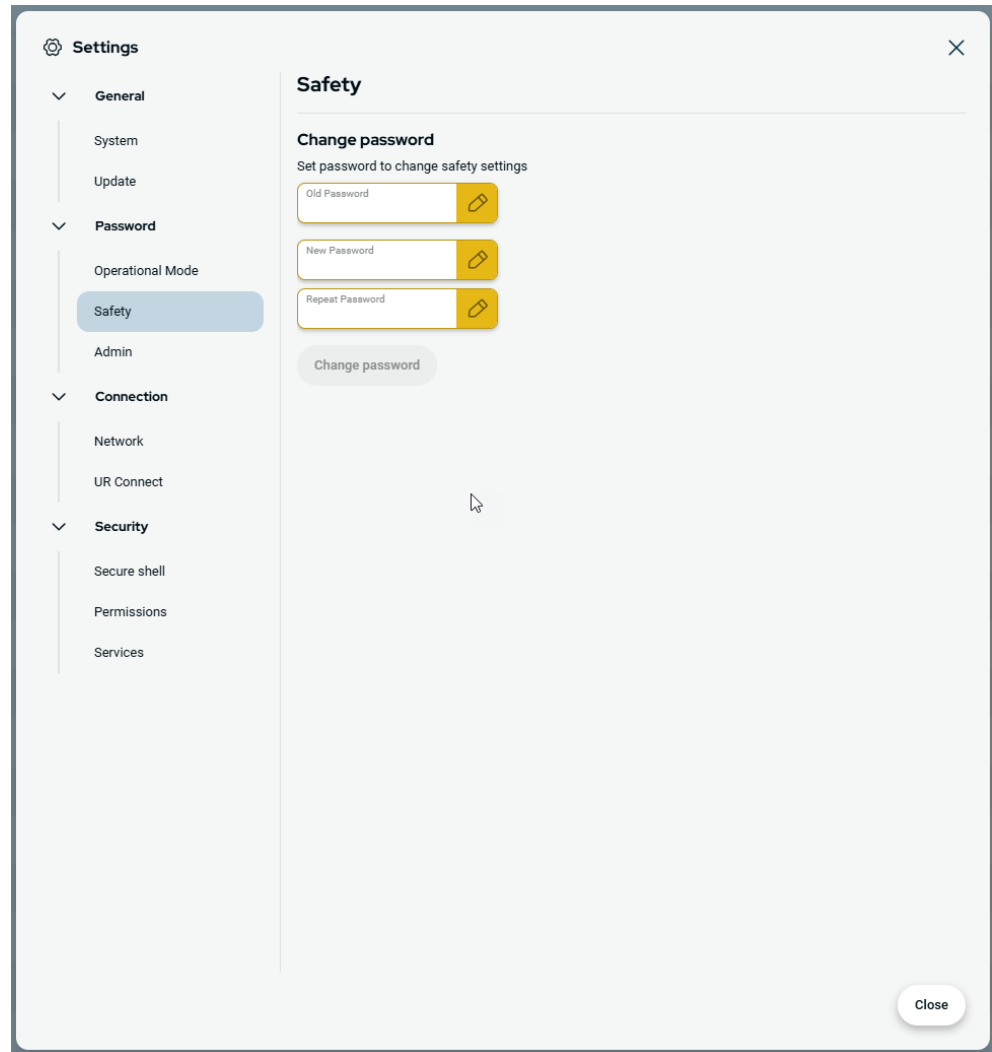 Settings
General
System
Update
Password
Operational Mode
Safety
Admin
Connection
Network
UR Connect
Security
Secure shell
Permissions
Services
Safety
Change password
Set password to change safety settings
Old Password
New Password
Repeat Password
Change password
Close